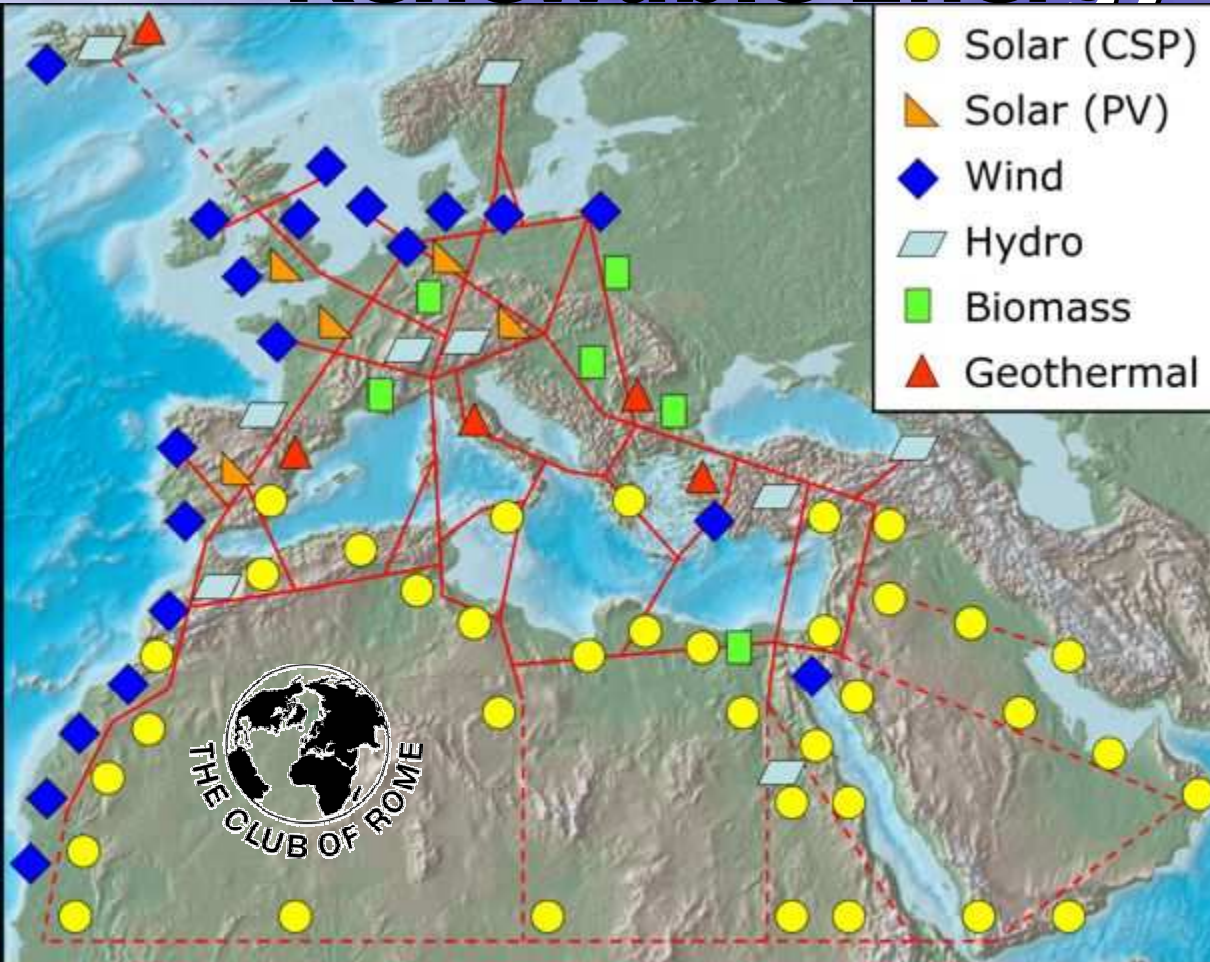 Solar (CSP)
Solar (PV)
Wind
Hydro
Biomass
Geothermal
THE CLUB OF ROME